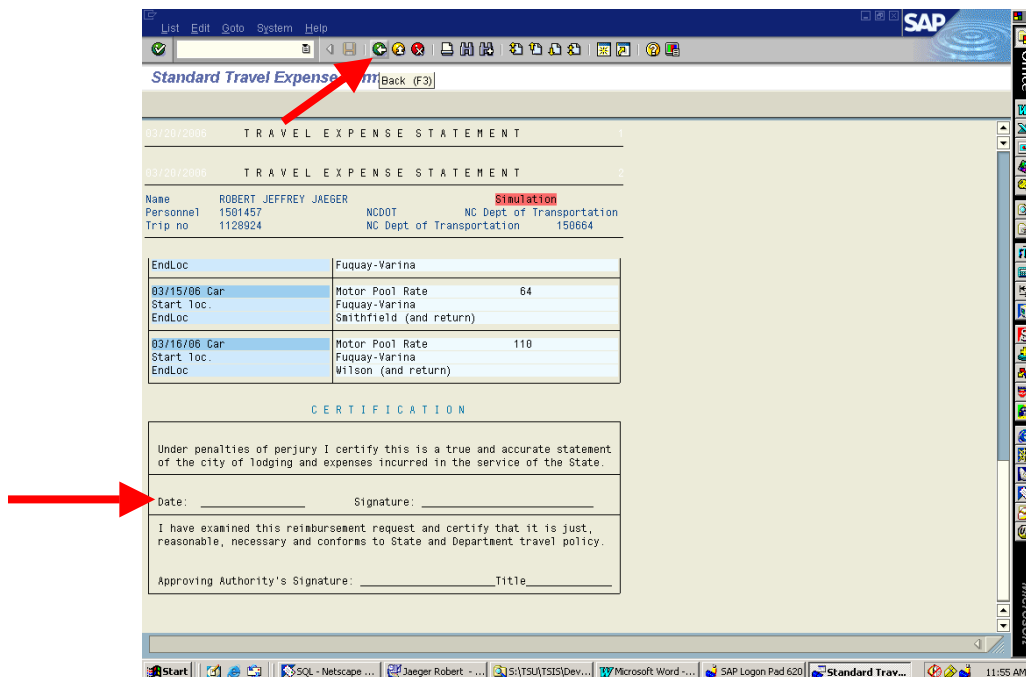 List Edit Goto System Help
SAP
Standard Travel Expense
Back (F3)
03/20/2006 TRAVEL EXPENSE STATEMENT 1
03/20/2006 TRAVEL EXPENSE STATEMENT 2
Name ROBERT JEFFREY JAEGER Simulation
Personnel 1501457 NCDOT NC Dept of Transportation
Trip no 1128924 NC Dept of Transportation 150664
EndLoc Fuquay-Varina
03/15/06 Car Motor Pool Rate 64
Start loc. Fuquay-Varina
EndLoc Smithfield (and return)
03/16/06 Car Motor Pool Rate 110
Start loc. Fuquay-Varina
EndLoc Wilson (and return)
CERTIFICATION
Under penalties of perjury I certify this is a true and accurate statement
of the city of lodging and expenses incurred in the service of the State.
Date: Signature:
I have examined this reimbursement request and certify that it is just,
reasonable, necessary and conforms to State and Department travel policy.
Approving Authority's Signature: Title
Start SQL - Netscape ... Jaeger Robert - ... S:\TSU\TSIS\Dev... Microsoft Word -... SAP Logon Pad 620 Standard Trav... 11:55 AM